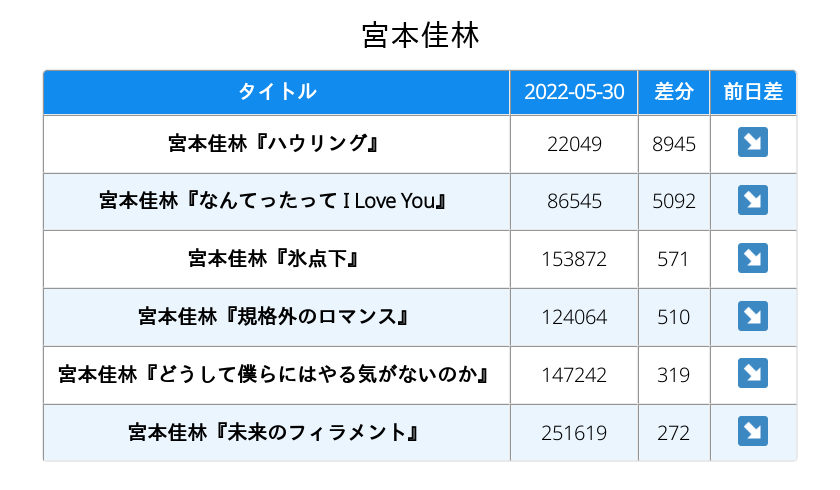 宮本佳林
タイトル 2022-05-30 差分 前日差
宮本佳林『ハウリング』 22049 8945 ↘
宮本佳林『なんてったって I Love You』 86545 5092 ↘
宮本佳林『氷点下』 153872 571 ↘
宮本佳林『規格外のロマンス』 124064 510 ↘
宮本佳林『どうして僕らにはやる気がないのか』 147242 319 ↘
宮本佳林『未来のフィラメント』 251619 272 ↘